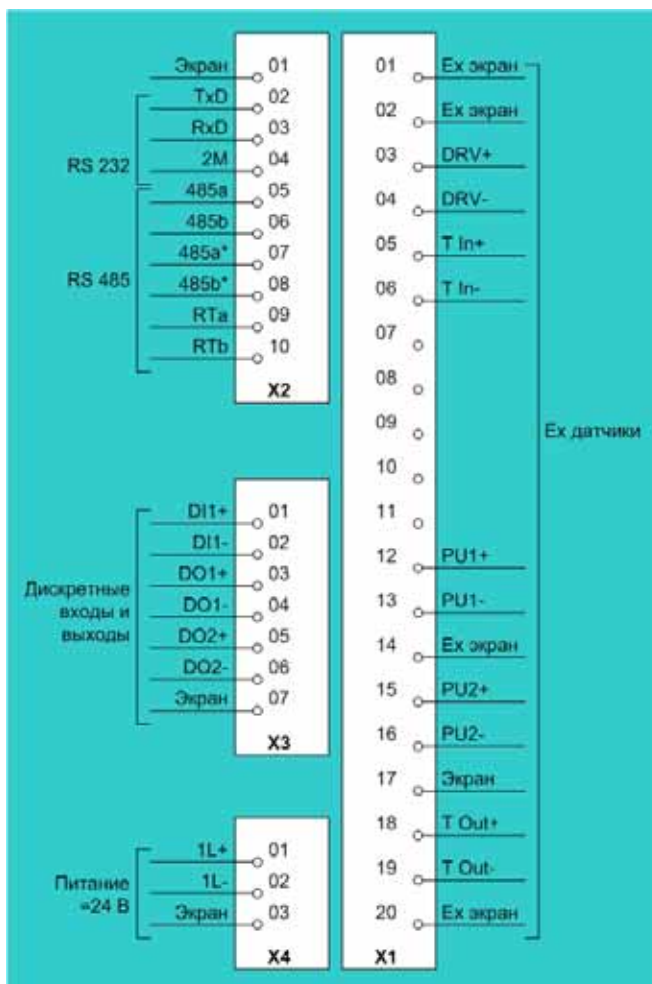 Экран 01
TxD 02
RxD 03
2M 04
RS 232
485a 05
485b 06
485a* 07
485b* 08
RS 485
RTa 09
RTb 10
X2
DI1+ 01
DI1- 02
DO1+ 03
DO1- 04
DO2+ 05
DO2- 06
Экран 07
Дискретные
входы и
выходы
X3
1L+ 01
1L- 02
Экран 03
Питание
=24 В
X4
01 Ex экран
02 Ex экран
03 DRV+
04 DRV-
05 T In+
06 T In-
07
08
09
10
11
12 PU1+
13 PU1-
14 Ex экран
15 PU2+
16 PU2-
17 Экран
18 T Out+
19 T Out-
20 Ex экран
X1
Ex датчики